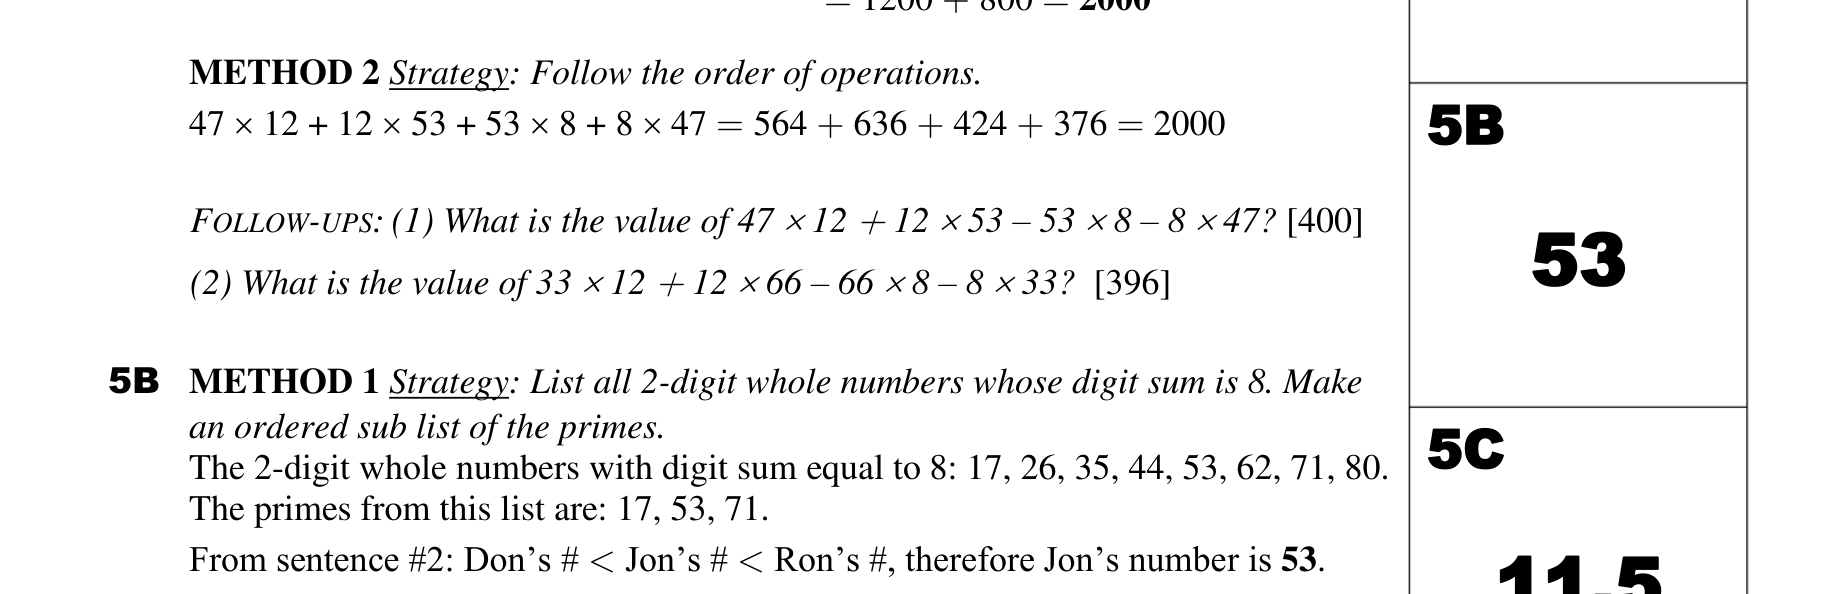 = 1200 + 800 = 2000
METHOD 2 Strategy: Follow the order of operations.
47 × 12 + 12 × 53 + 53 × 8 + 8 × 47 = 564 + 636 + 424 + 376 = 2000
FOLLOW-UPS: (1) What is the value of 47 × 12 + 12 × 53 – 53 × 8 – 8 × 47? [400]
(2) What is the value of 33 × 12 + 12 × 66 – 66 × 8 – 8 × 33? [396]
5B METHOD 1 Strategy: List all 2-digit whole numbers whose digit sum is 8. Make
an ordered sub list of the primes.
The 2-digit whole numbers with digit sum equal to 8: 17, 26, 35, 44, 53, 62, 71, 80.
The primes from this list are: 17, 53, 71.
From sentence #2: Don's # < Jon's # < Ron's #, therefore Jon's number is 53.
5B
53
5C
11.5